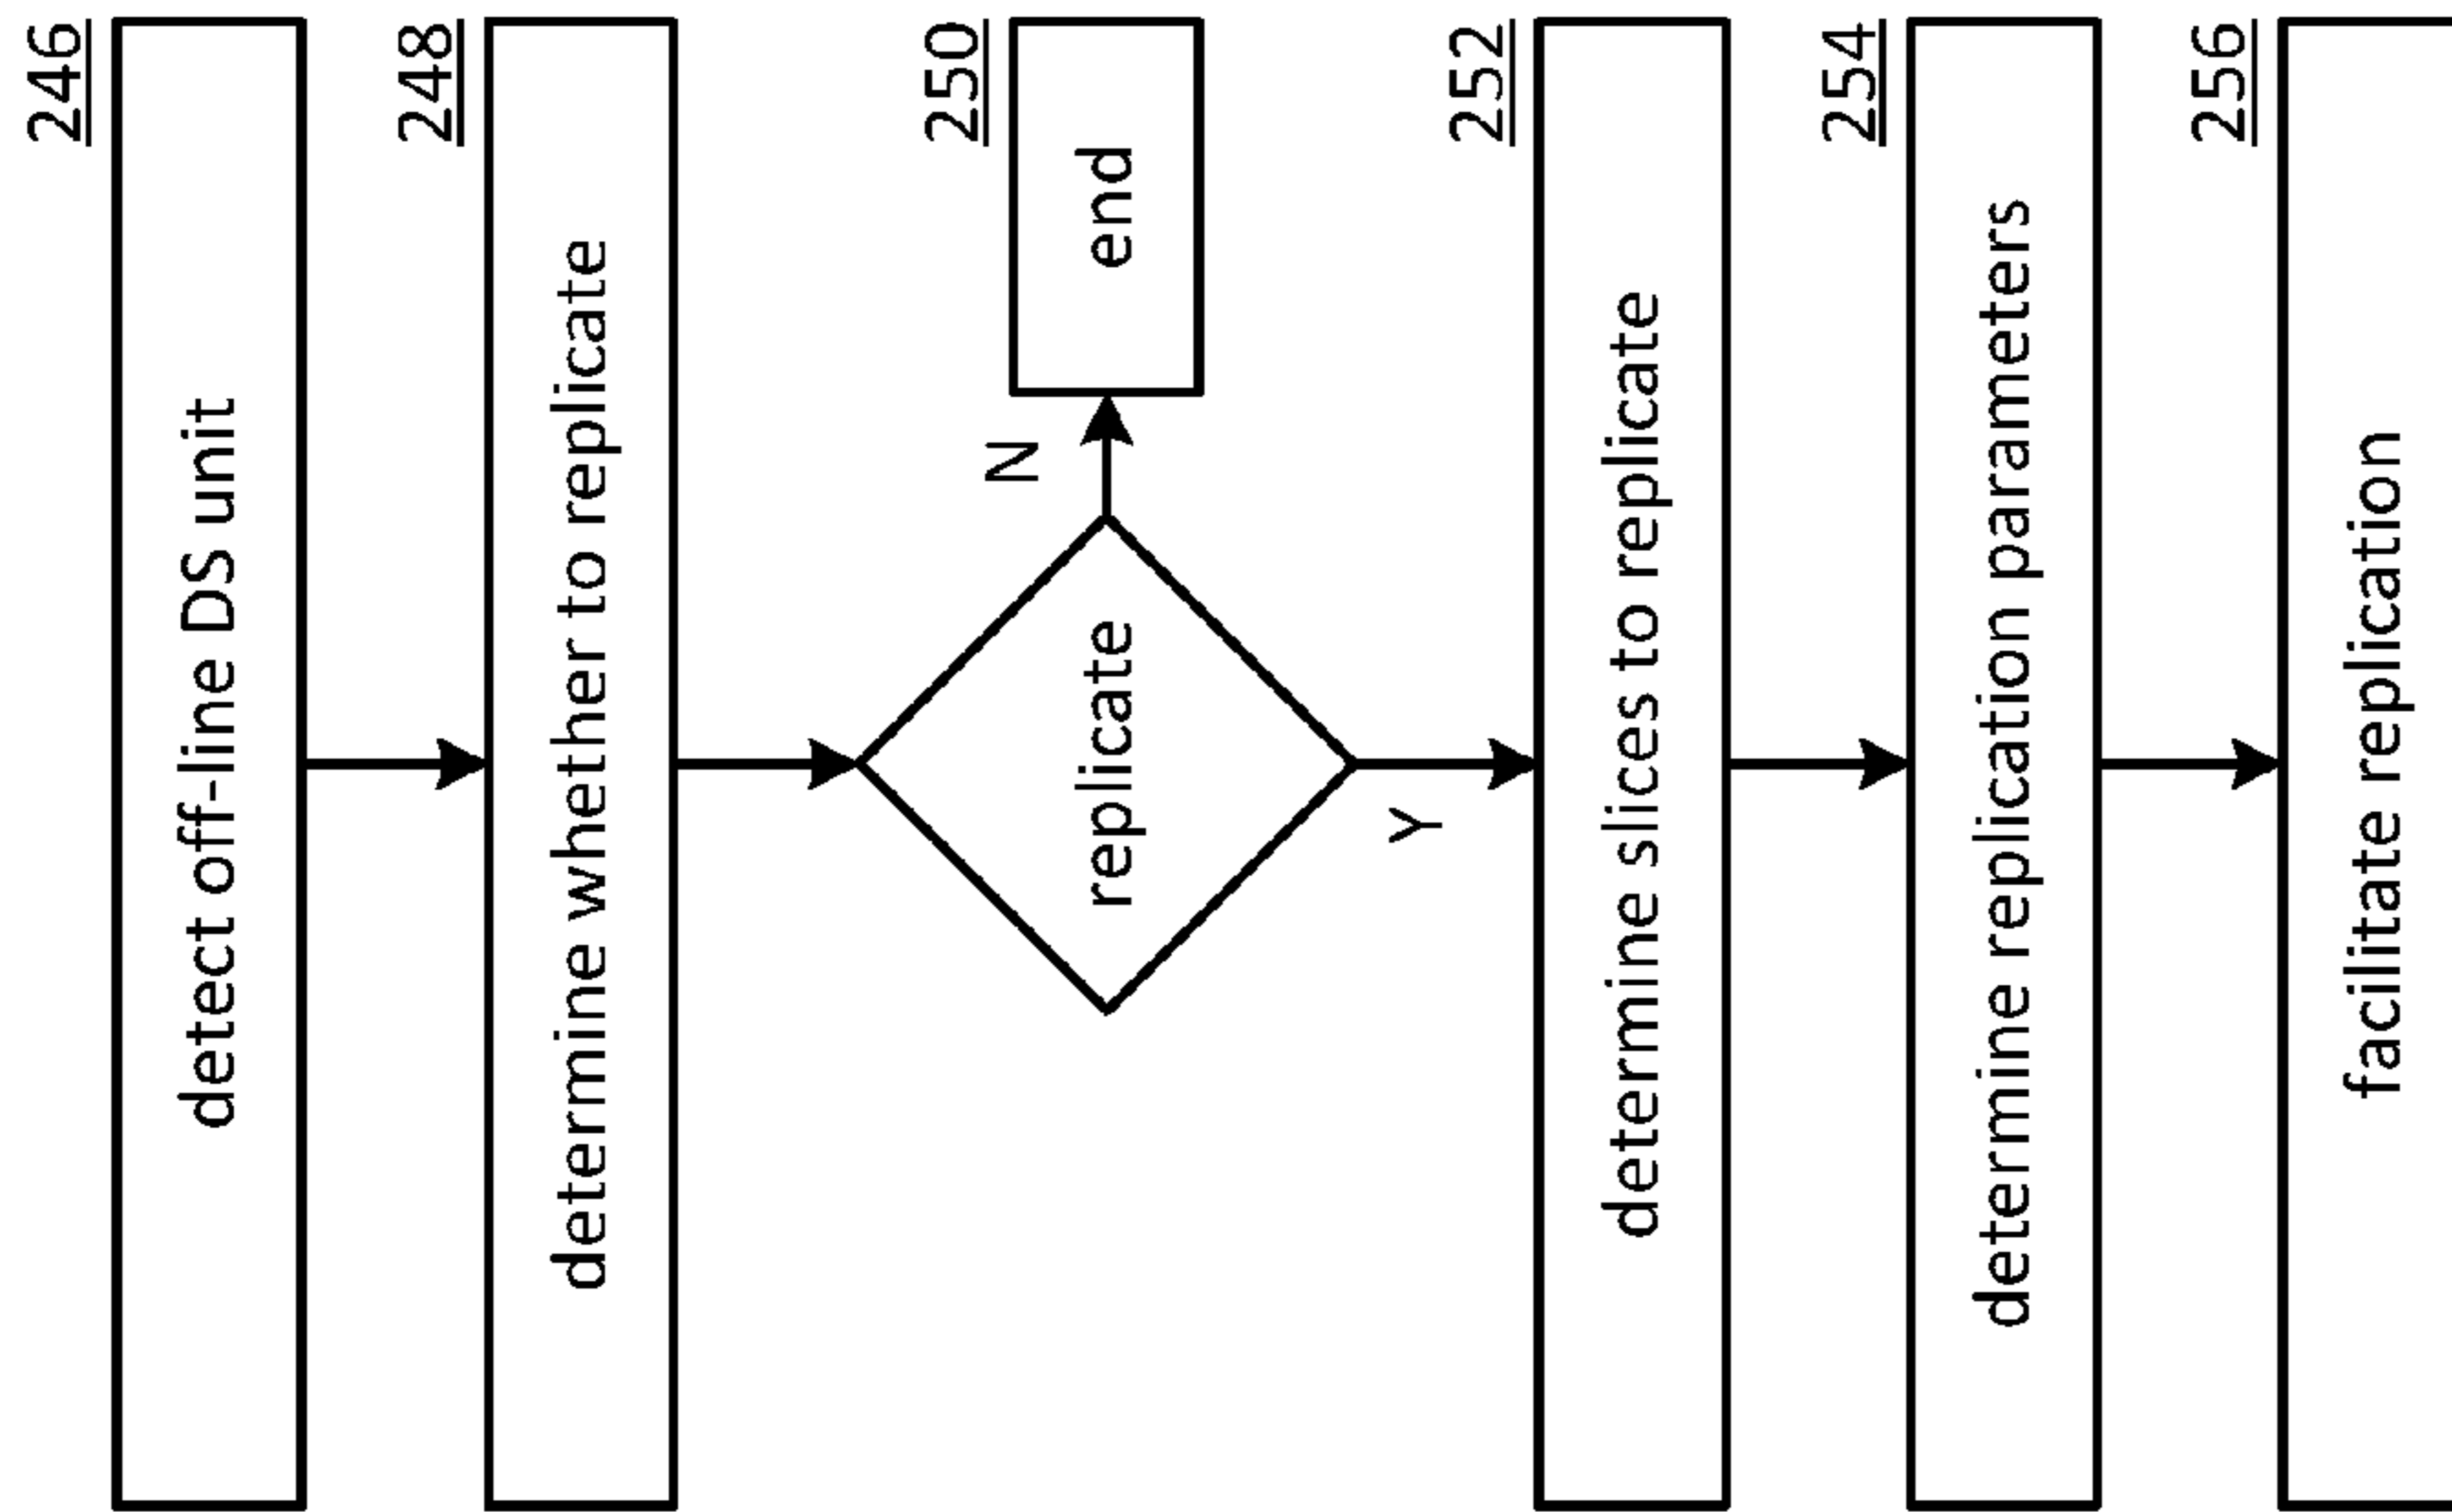 246
detect off-line DS unit
248
determine whether to replicate
replicate
N
250
end
Y
252
determine slices to replicate
254
determine replication parameters
256
facilitate replication